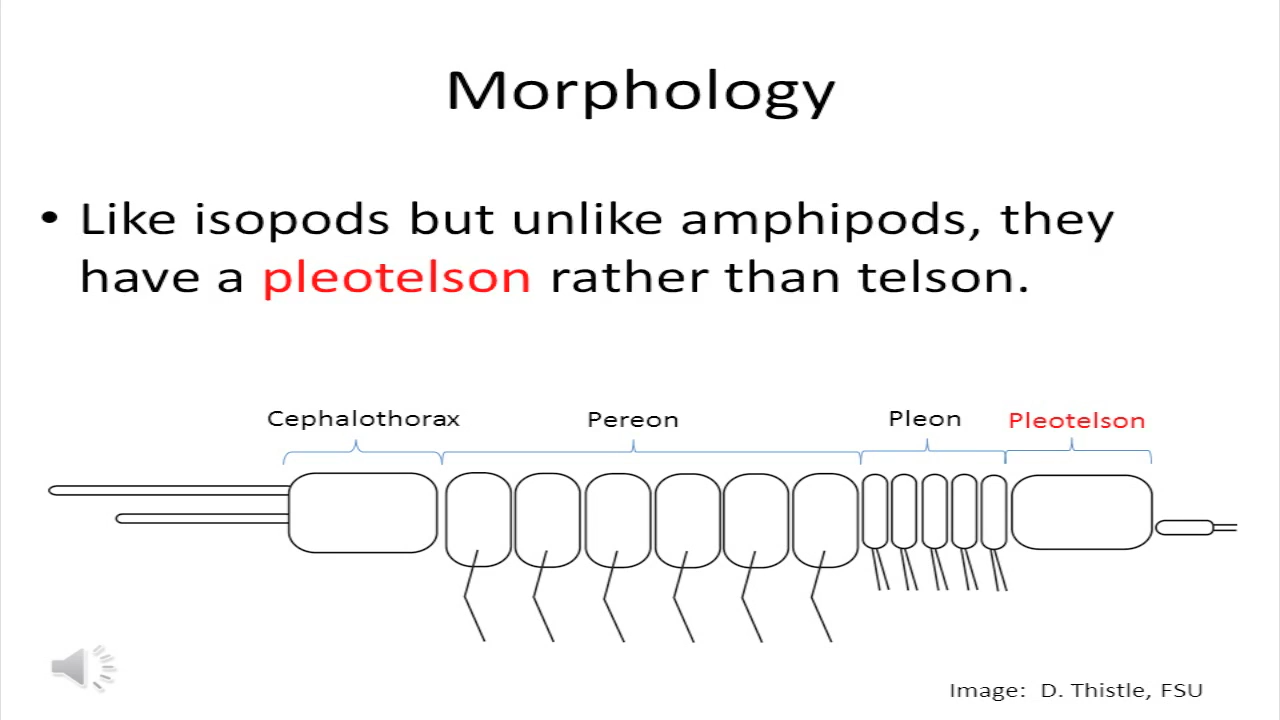 Morphology
• Like isopods but unlike amphipods, they
have a pleotelson rather than telson.
Cephalothorax Pereon Pleon Pleotelson
Image: D. Thistle, FSU